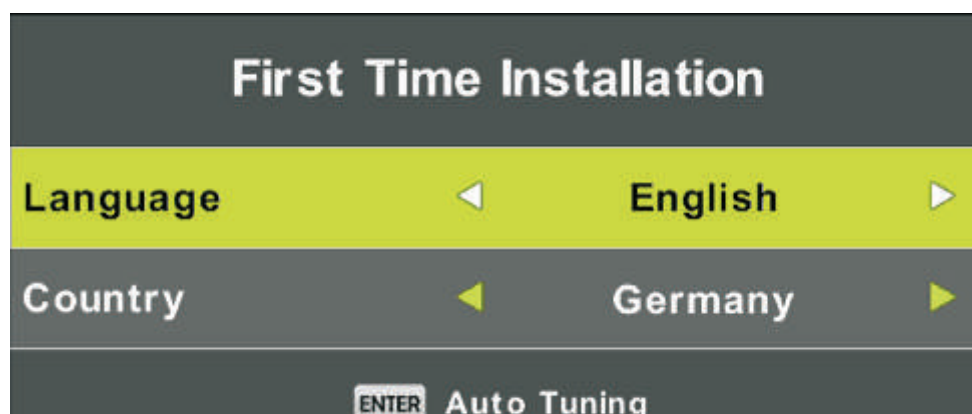 First Time Installation
Language English
Country Germany
ENTER Auto Tuning